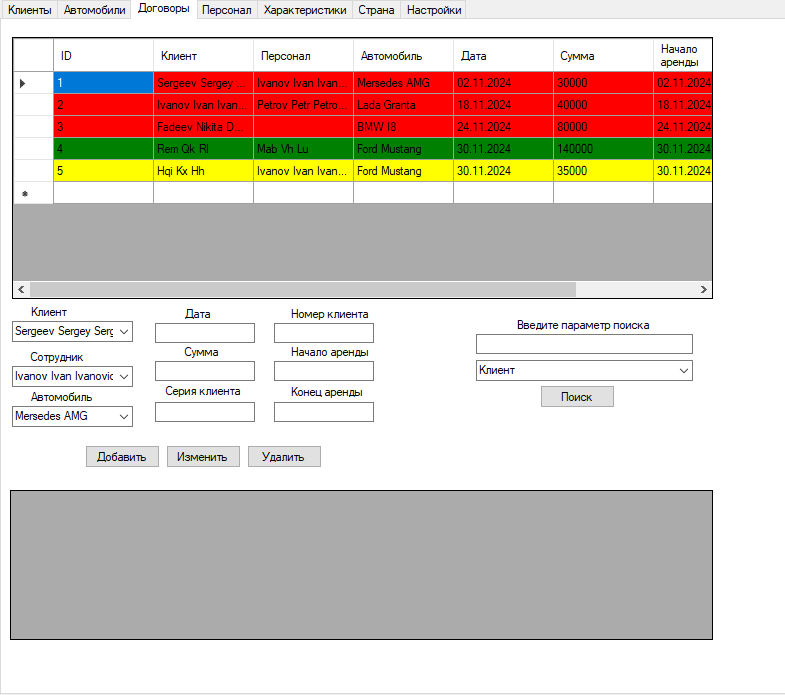 Клиенты Автомобили Договоры Персонал Характеристики Страна Настройки
ID Клиент Персонал Автомобиль Дата Сумма Начало аренды
1 Sergeev Sergey ... Ivanov Ivan Ivan... Mersedes AMG 02.11.2024 30000 02.11.2024
2 Ivanov Ivan Ivan... Petrov Petr Petro... Lada Granta 18.11.2024 40000 18.11.2024
3 Fadeev Nikita D... BMW I8 24.11.2024 80000 24.11.2024
4 Rem Qk Rl Mab Vh Lu Ford Mustang 30.11.2024 140000 30.11.2024
5 Hqi Kx Hh Ivanov Ivan Ivan... Ford Mustang 30.11.2024 35000 30.11.2024
Клиент Дата Номер клиента
Введите параметр поиска
Sergeev Sergey Serg
Сотрудник Сумма Начало аренды
Ivanov Ivan Ivanovic Клиент
Автомобиль Серия клиента Конец аренды
Поиск
Mersedes AMG
Добавить Изменить Удалить